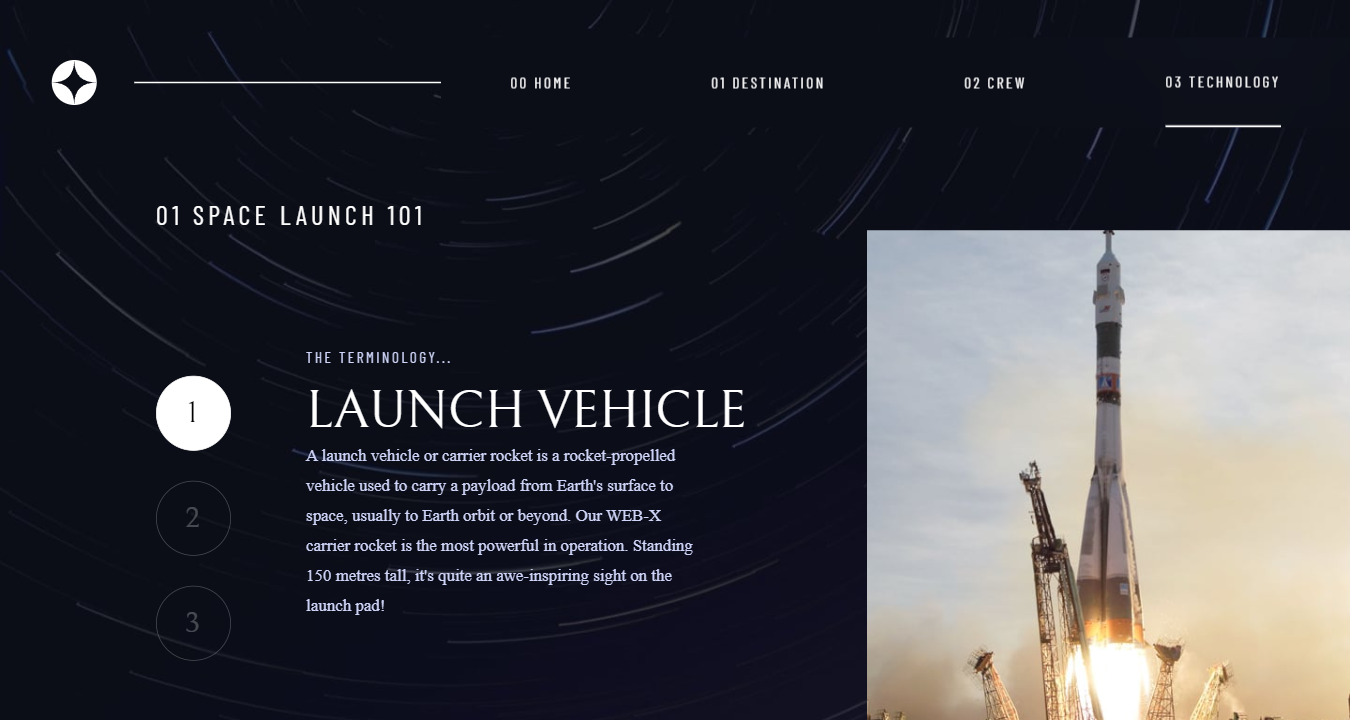 00 HOME
01 DESTINATION
02 CREW
03 TECHNOLOGY
01 SPACE LAUNCH 101
THE TERMINOLOGY...
1
LAUNCH VEHICLE
A launch vehicle or carrier rocket is a rocket-propelled
vehicle used to carry a payload from Earth's surface to
space, usually to Earth orbit or beyond. Our WEB-X
carrier rocket is the most powerful in operation. Standing
150 metres tall, it's quite an awe-inspiring sight on the
launch pad!
2
3